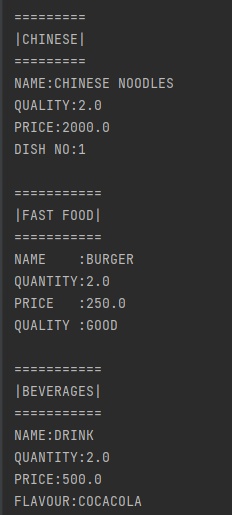 =========
|CHINESE|
=========
NAME:CHINESE NOODLES
QUALITY:2.0
PRICE:2000.0
DISH NO:1

===========
|FAST FOOD|
===========
NAME    :BURGER
QUANTITY:2.0
PRICE   :250.0
QUALITY :GOOD

===========
|BEVERAGES|
===========
NAME:DRINK
QUANTITY:2.0
PRICE:500.0
FLAVOUR:COCACOLA